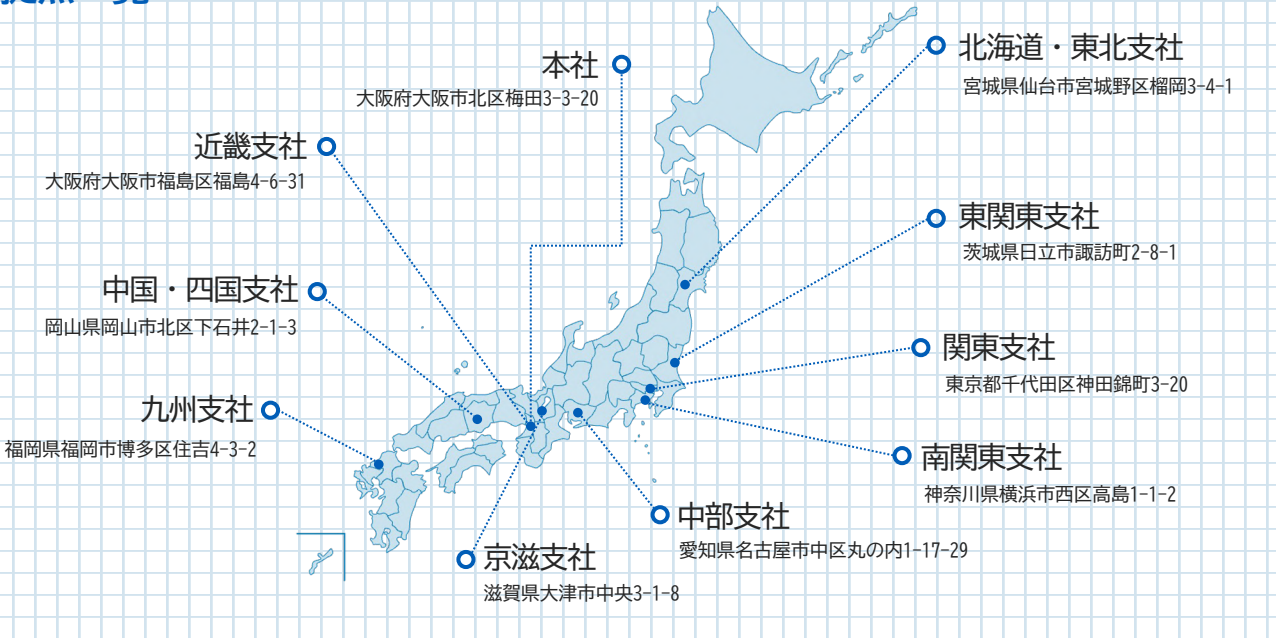 本社
大阪府大阪市北区梅田3-3-20
近畿支社
大阪府大阪市福島区福島4-6-31
中国・四国支社
岡山県岡山市北区下石井2-1-3
九州支社
福岡県福岡市博多区住吉4-3-2
北海道・東北支社
宮城県仙台市宮城野区榴岡3-4-1
東関東支社
茨城県日立市諏訪町2-8-1
関東支社
東京都千代田区神田錦町3-20
南関東支社
神奈川県横浜市西区高島1-1-2
中部支社
愛知県名古屋市中区丸の内1-17-29
京滋支社
滋賀県大津市中央3-1-8